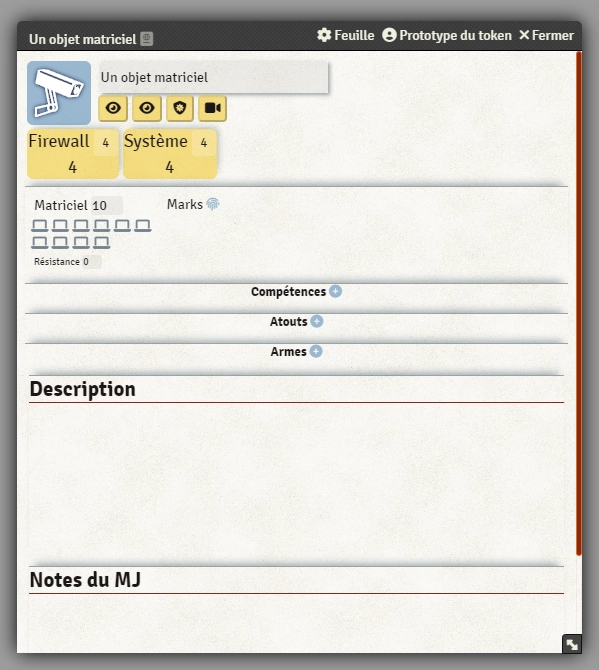 Un objet matriciel
Feuille Prototype du token Fermer
Un objet matriciel
Firewall 4 Système 4
4 4
Matriciel 10 Marks
Résistance 0
Compétences
Atouts
Armes
Description
Notes du MJ